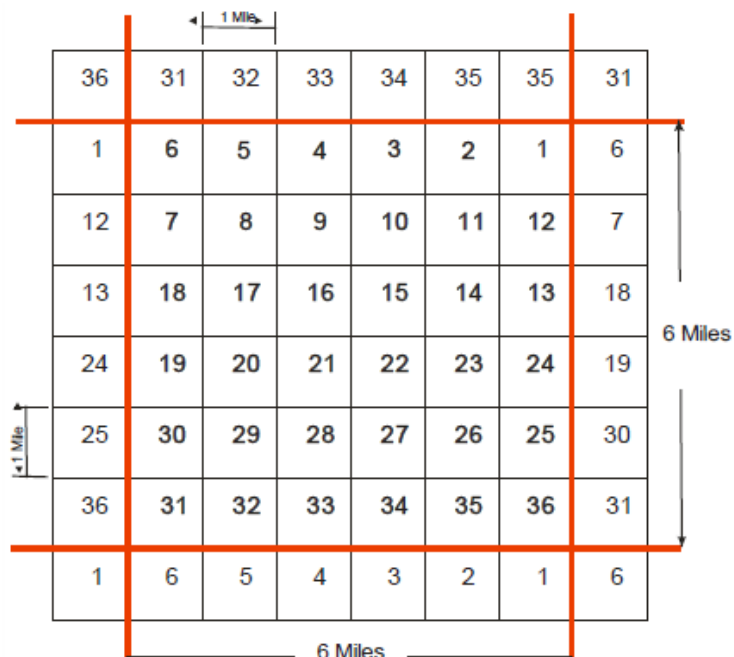 1 Mile
36 31 32 33 34 35 35 31
1 6 5 4 3 2 1 6
12 7 8 9 10 11 12 7
13 18 17 16 15 14 13 18
6 Miles
24 19 20 21 22 23 24 19
1 Mile
25 30 29 28 27 26 25 30
36 31 32 33 34 35 36 31
1 6 5 4 3 2 1 6
6 Miles